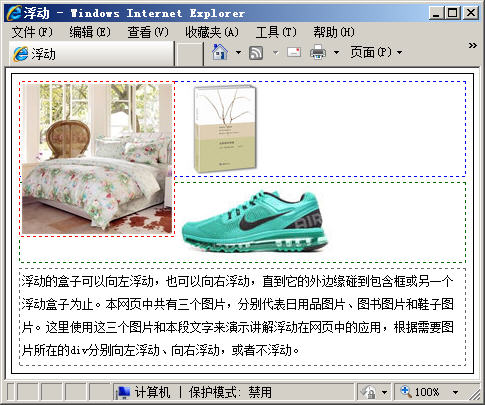 浮动 - Windows Internet Explorer
文件(F) 编辑(E) 查看(V) 收藏夹(A) 工具(T) 帮助(H)
浮动 页面(P)
AIR
浮动的盒子可以向左浮动，也可以向右浮动，直到它的外边缘碰到包含框或另一个
浮动盒子为止。本网页中共有三个图片，分别代表日用品图片、图书图片和鞋子图
片。这里使用这三个图片和本段文字来演示讲解浮动在网页中的应用，根据需要图
片所在的div分别向左浮动、向右浮动，或者不浮动。
计算机 | 保护模式: 禁用 100%